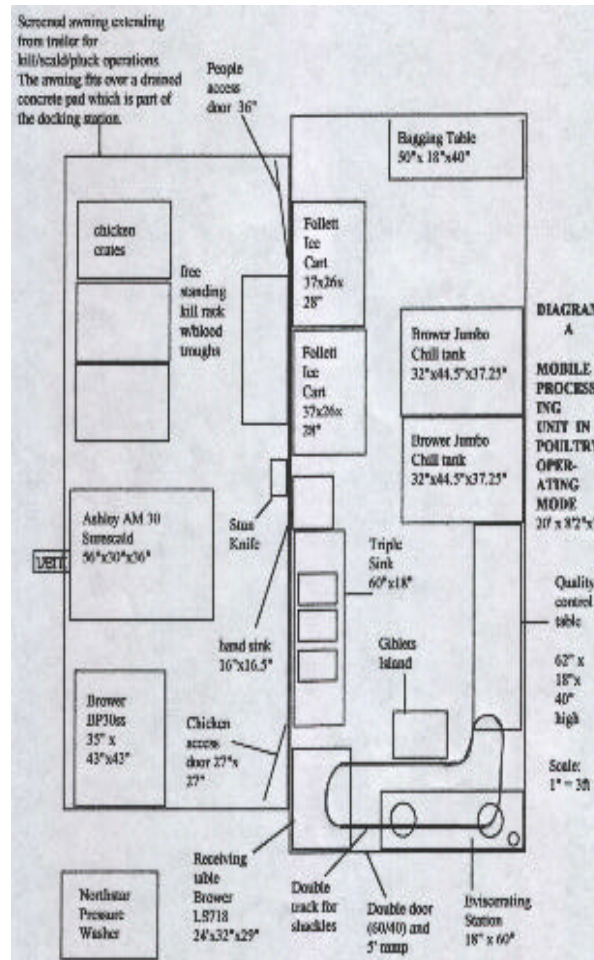 Screened awning extending
from trailer for
kill/scald/pluck operations
The awning fits over a drained
concrete pad which is part of
the docking station.
People
access
door 36"
Bagging Table
50"x 18"x40"
chicken
crates
free
standing
kill rack
w/blood
troughs
Follett
Ice
Cart
37x26x
28"
Follett
Ice
Cart
37x26x
28"
Brower Jumbo
Chill tank
32"x44.5"x37.25"
Brower Jumbo
Chill tank
32"x44.5"x37.25"
DIAGRAM
A
MOBILE
PROCESS
ING
UNIT IN
POULTRY
OPER-
ATING
MODE
20' x 8'2"x
Ashley AM 30
Surescald
56"x30"x36"
vent
Stun
Knife
Triple
Sink
60"x18"
hand sink
16"x16.5"
Giblets
Island
Quality
control
table
62" x
18"x
40"
high
Brower
BP30ss
35" x
43"x43"
Chicken
access
door 27"x
27"
Scale:
1" = 3ft
Northstar
Pressure
Washer
Receiving
table
Brower
LS718
24'x32"x29"
Double
track for
shackles
Double door
(60/40) and
5' ramp
Eviscerating
Station
18" x 60"